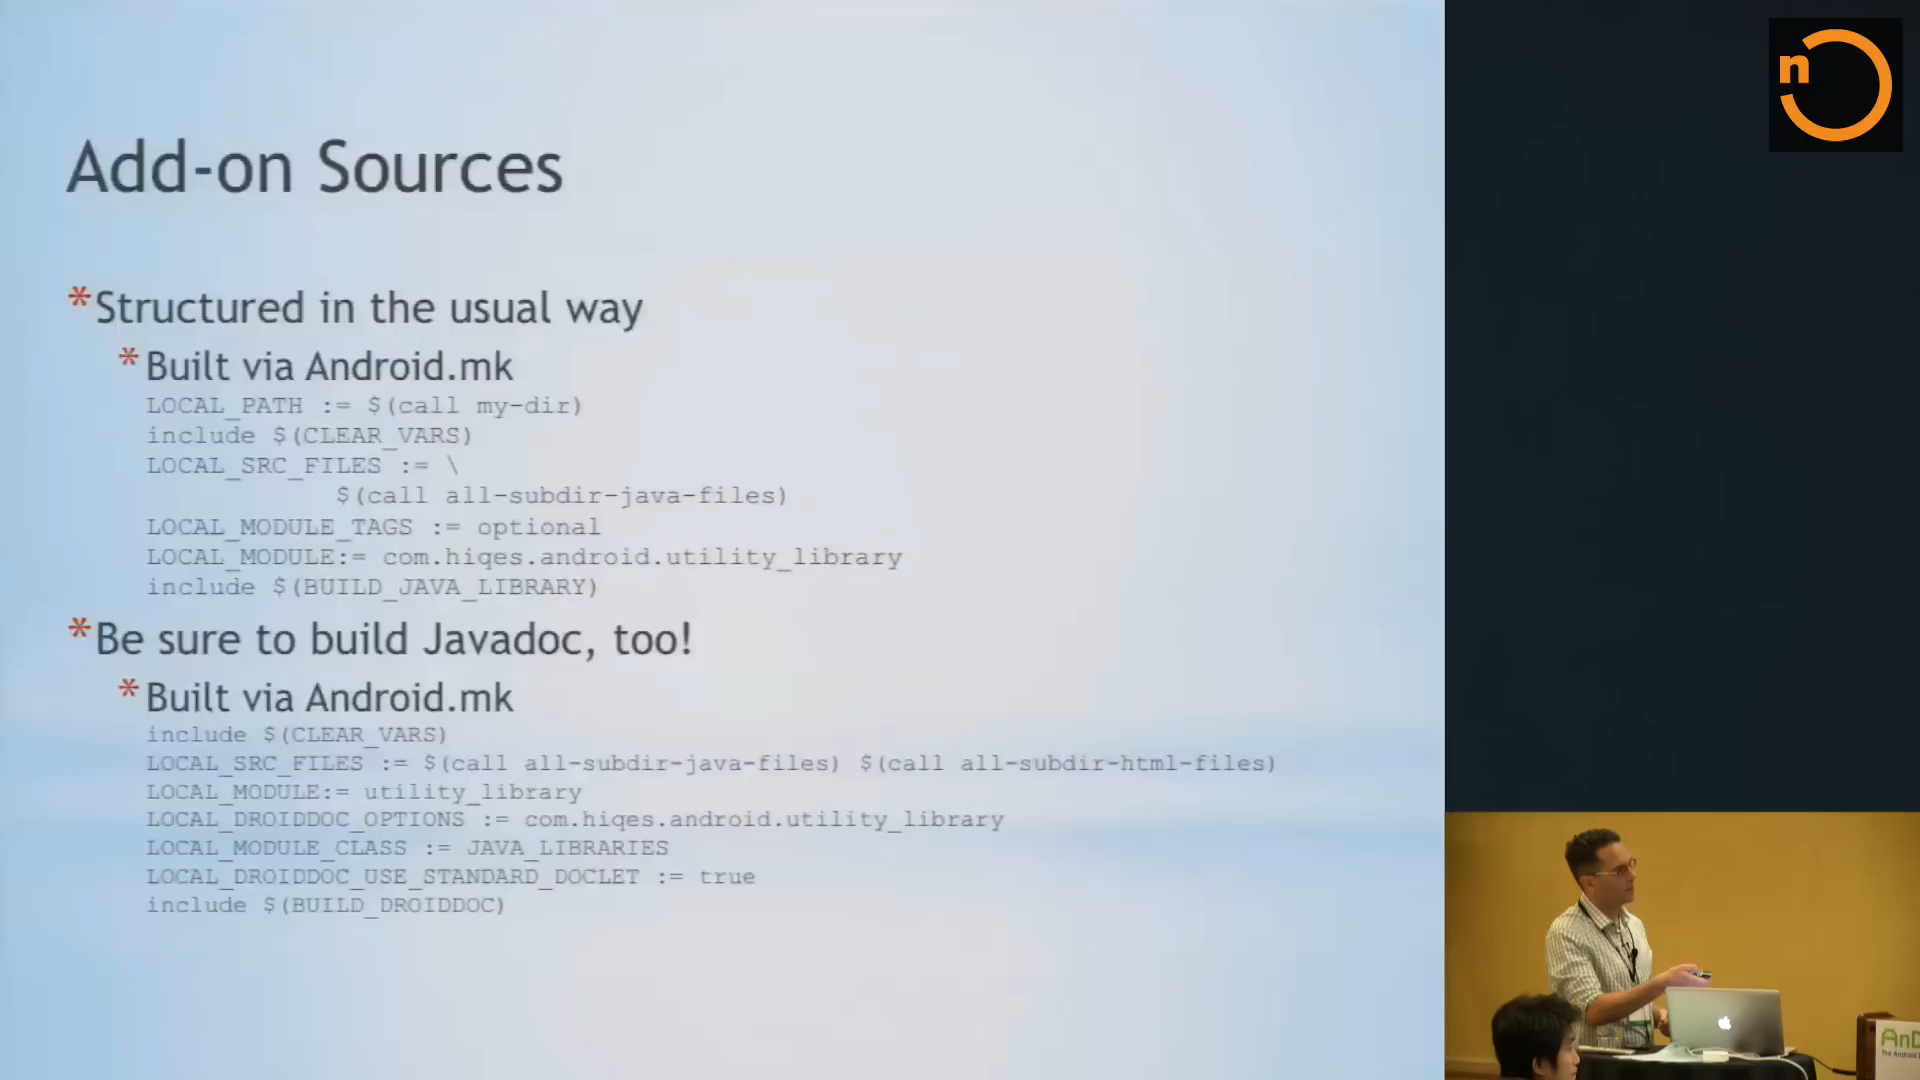 n
Add-on Sources
*Structured in the usual way
*Built via Android.mk
LOCAL_PATH := $(call my-dir)
include $(CLEAR_VARS)
LOCAL_SRC_FILES := \
$(call all-subdir-java-files)
LOCAL_MODULE_TAGS := optional
LOCAL_MODULE:= com.hiqes.android.utility_library
include $(BUILD_JAVA_LIBRARY)
*Be sure to build Javadoc, too!
*Built via Android.mk
include $(CLEAR_VARS)
LOCAL_SRC_FILES := $(call all-subdir-java-files) $(call all-subdir-html-files)
LOCAL_MODULE:= utility_library
LOCAL_DROIDDOC_OPTIONS := com.hiqes.android.utility_library
LOCAL_MODULE_CLASS := JAVA_LIBRARIES
LOCAL_DROIDDOC_USE_STANDARD_DOCLET := true
include $(BUILD_DROIDDOC)
AnD
The Android